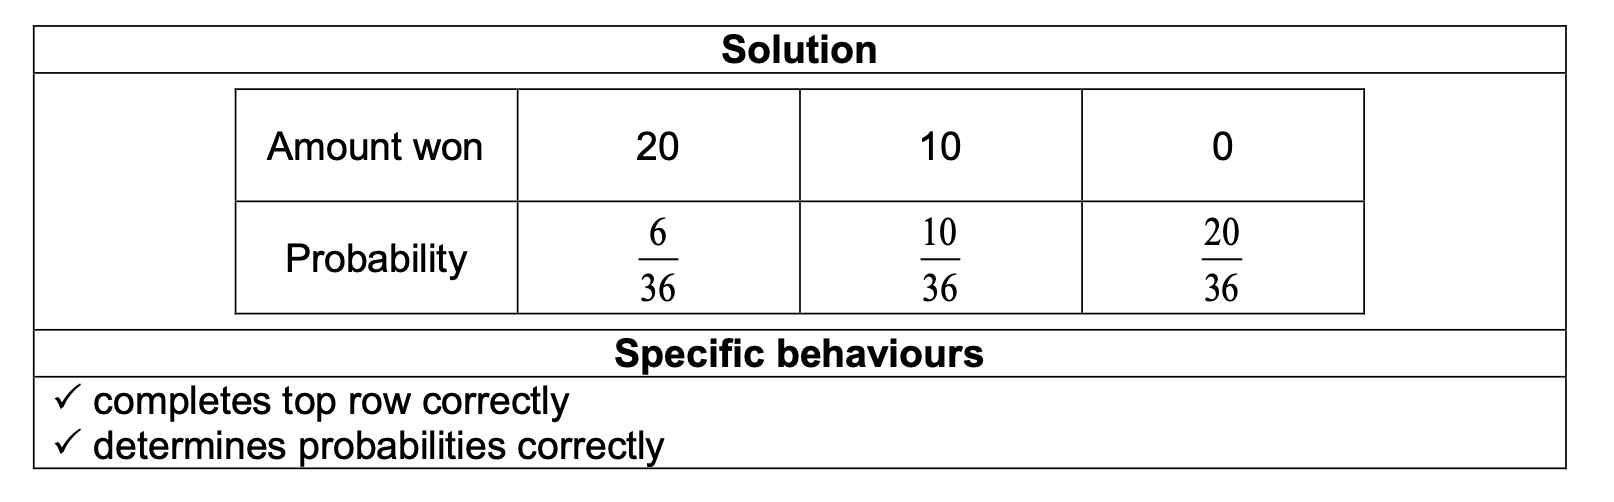 Solution
Amount won 20 10 0
Probability 6/36 10/36 20/36
Specific behaviours
✓ completes top row correctly
✓ determines probabilities correctly